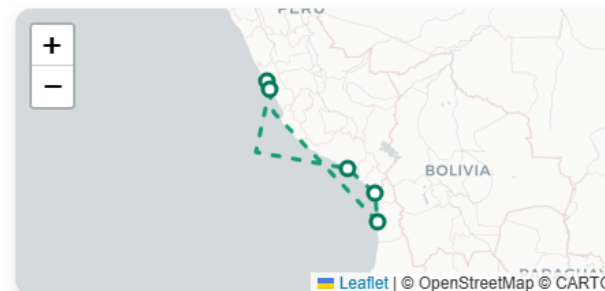 PERU
+
−
BOLIVIA
PARAGUAY
Leaflet | © OpenStreetMap © CARTO